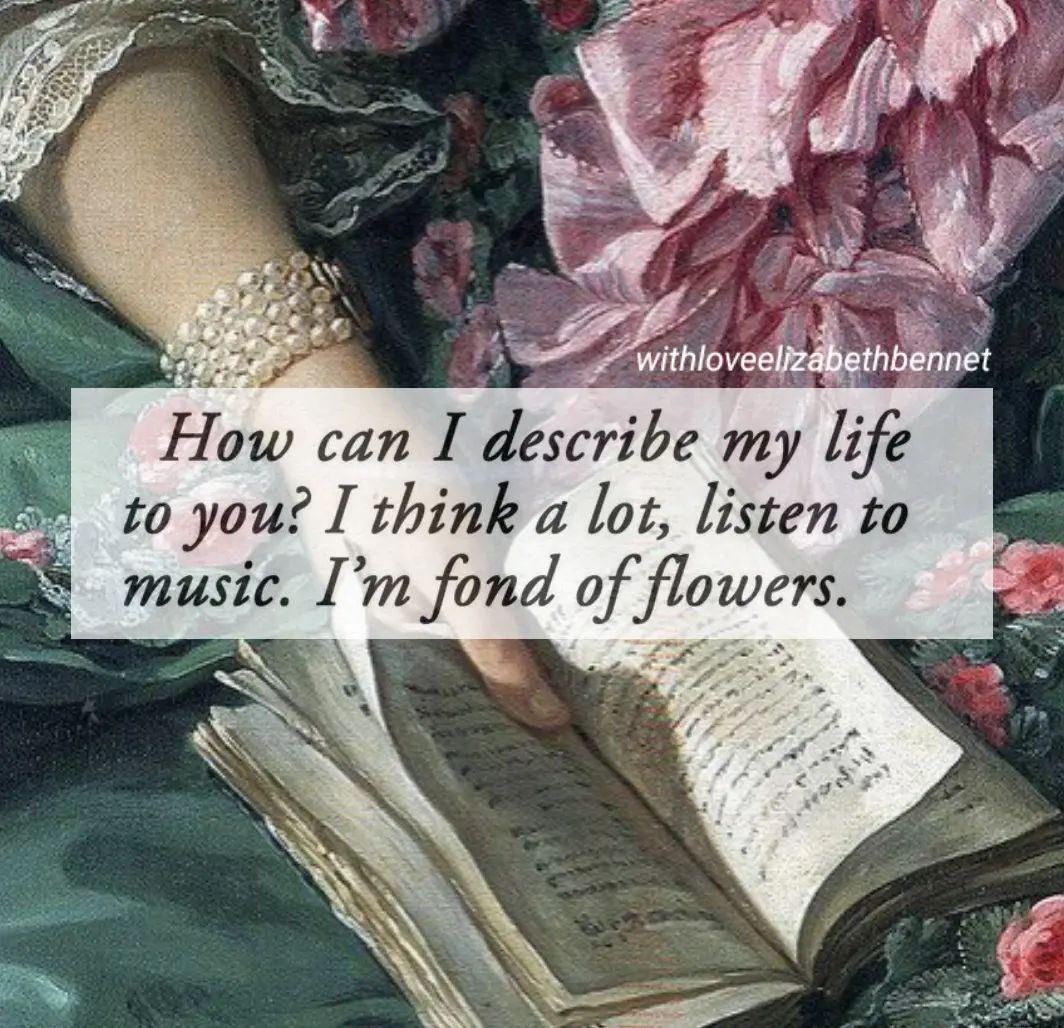 withloveelizabethbennet
How can I describe my life
to you? I think a lot, listen to
music. I’m fond of flowers.